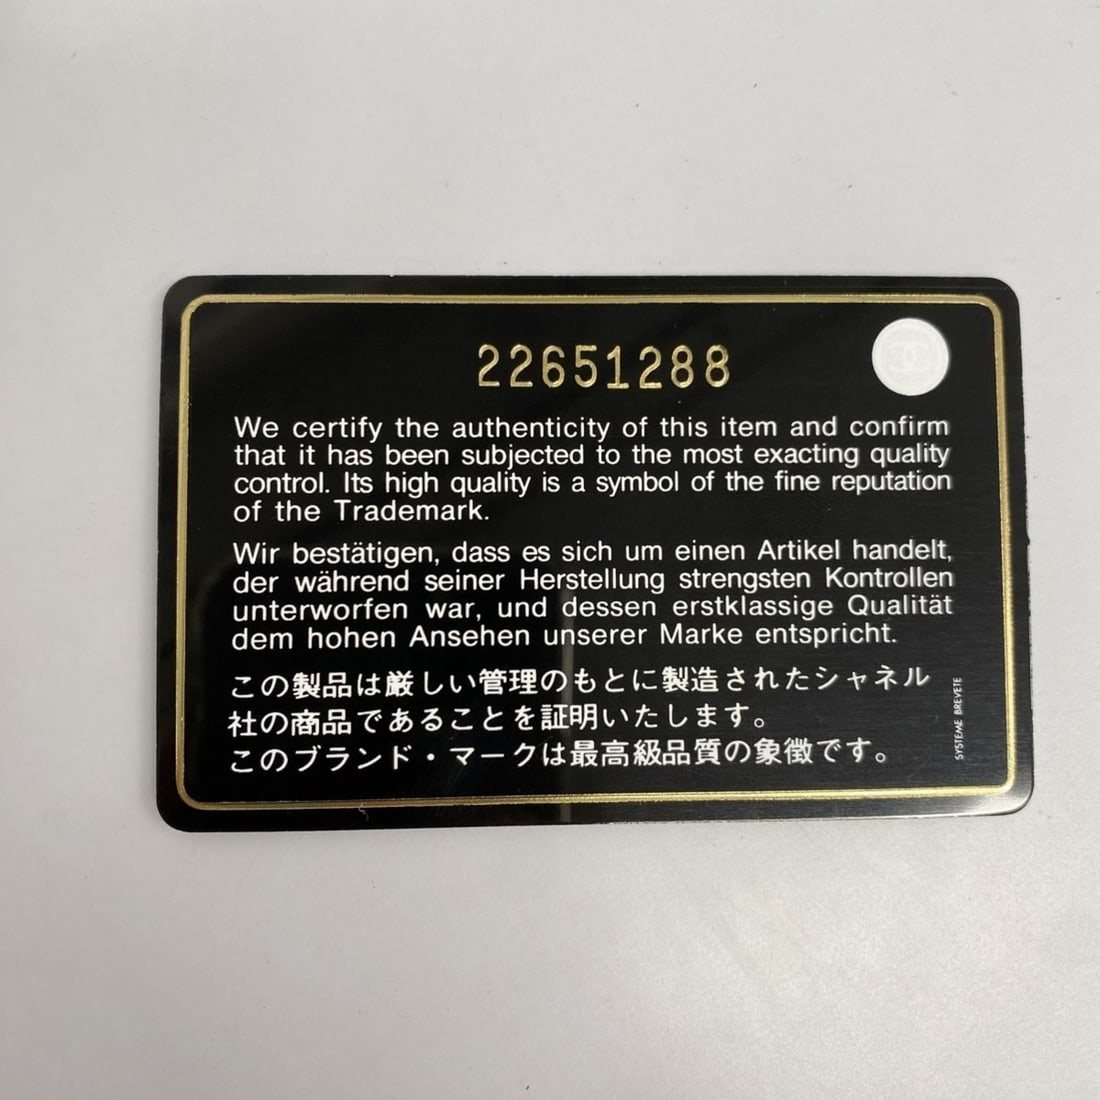 22651288
We certify the authenticity of this item and confirm
that it has been subjected to the most exacting quality
control. Its high quality is a symbol of the fine reputation
of the Trademark.
Wir bestätigen, dass es sich um einen Artikel handelt,
der während seiner Herstellung strengsten Kontrollen
unterworfen war, und dessen erstklassige Qualität
dem hohen Ansehen unserer Marke entspricht.
この製品は厳しい管理のもとに製造されたシャネル
社の商品であることを証明いたします。
このブランド・マークは最高級品質の象徴です。
SYSTEME BREVETE